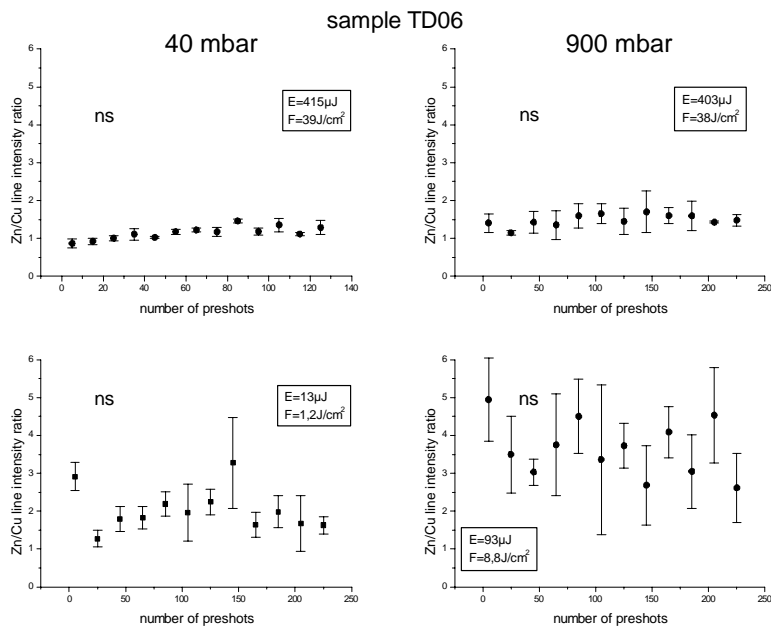 sample TD06
40 mbar
900 mbar
6
5
4
3
2
1
0
Zn/Cu line intensity ratio
ns
E=415µJ
F=39J/cm²
0 20 40 60 80 100 120 140
number of preshots
6
5
4
3
2
1
0
Zn/Cu line intensity ratio
ns
E=403µJ
F=38J/cm²
0 50 100 150 200 250
number of preshots
6
5
4
3
2
1
0
Zn/Cu line intensity ratio
ns
E=13µJ
F=1,2J/cm²
0 50 100 150 200 250
number of preshots
6
5
4
3
2
1
0
Zn/Cu line intensity ratio
ns
E=93µJ
F=8,8J/cm²
0 50 100 150 200 250
number of preshots